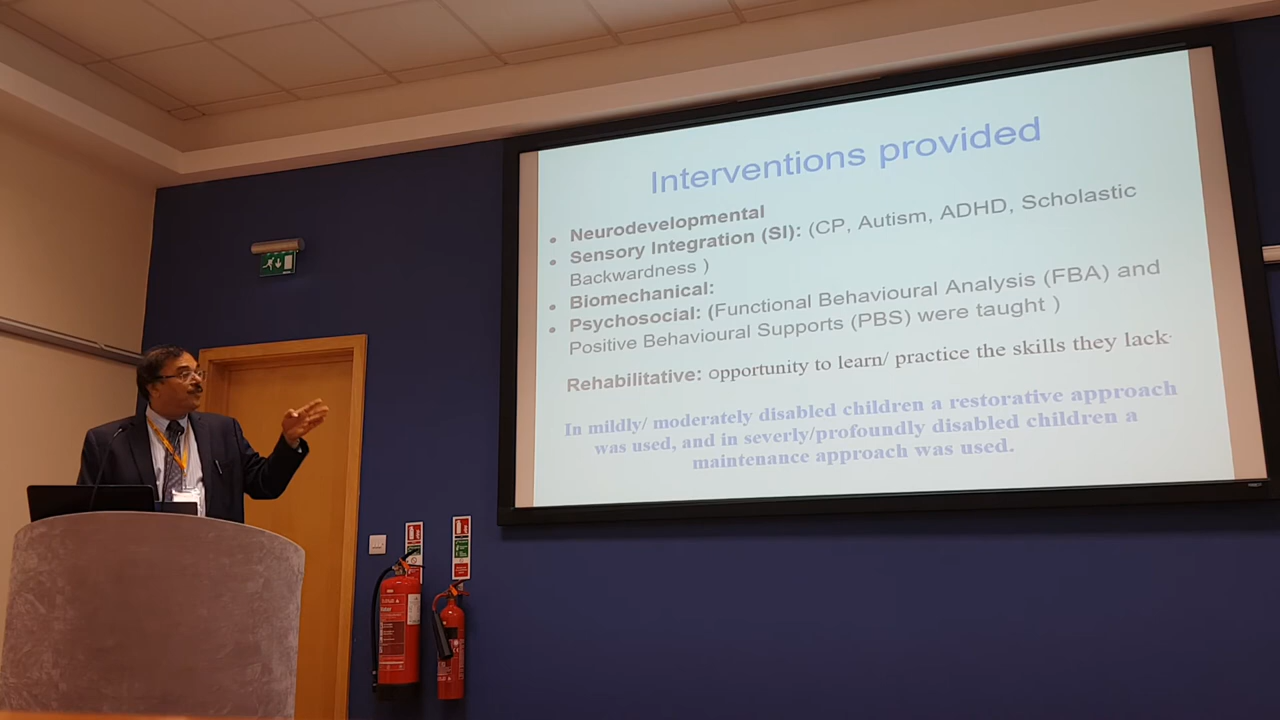 Interventions provided
• Neurodevelopmental
• Sensory Integration (SI): (CP, Autism, ADHD, Scholastic
Backwardness )
• Biomechanical:
• Psychosocial: (Functional Behavioural Analysis (FBA) and
Positive Behavioural Supports (PBS) were taught )
Rehabilitative: opportunity to learn/ practice the skills they lack.
In mildly/ moderately disabled children a restorative approach
was used, and in severly/profoundly disabled children a
maintenance approach was used.